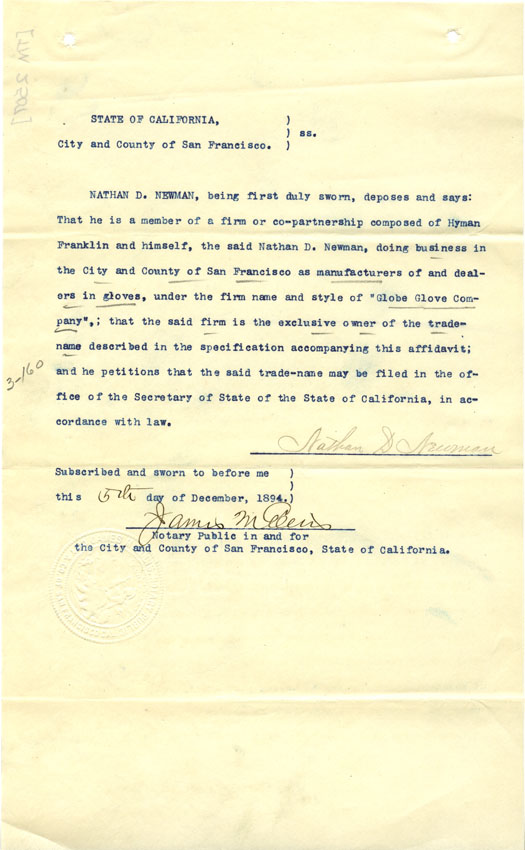 [TN 2509]
STATE OF CALIFORNIA, )
) ss.
City and County of San Francisco. )
NATHAN D. NEWMAN, being first duly sworn, deposes and says:
That he is a member of a firm or co-partnership composed of Hyman
Franklin and himself, the said Nathan D. Newman, doing business in
the City and County of San Francisco as manufacturers of and deal-
ers in gloves, under the firm name and style of "Globe Glove Com-
pany",; that the said firm is the exclusive owner of the trade-
name described in the specification accompanying this affidavit;
3-160
and he petitions that the said trade-name may be filed in the of-
fice of the Secretary of State of the State of California, in ac-
cordance with law.
Nathan D Newman
Subscribed and sworn to before me )
)
this 5th day of December, 1894.)
James M
Notary Public in and for
the City and County of San Francisco, State of California.